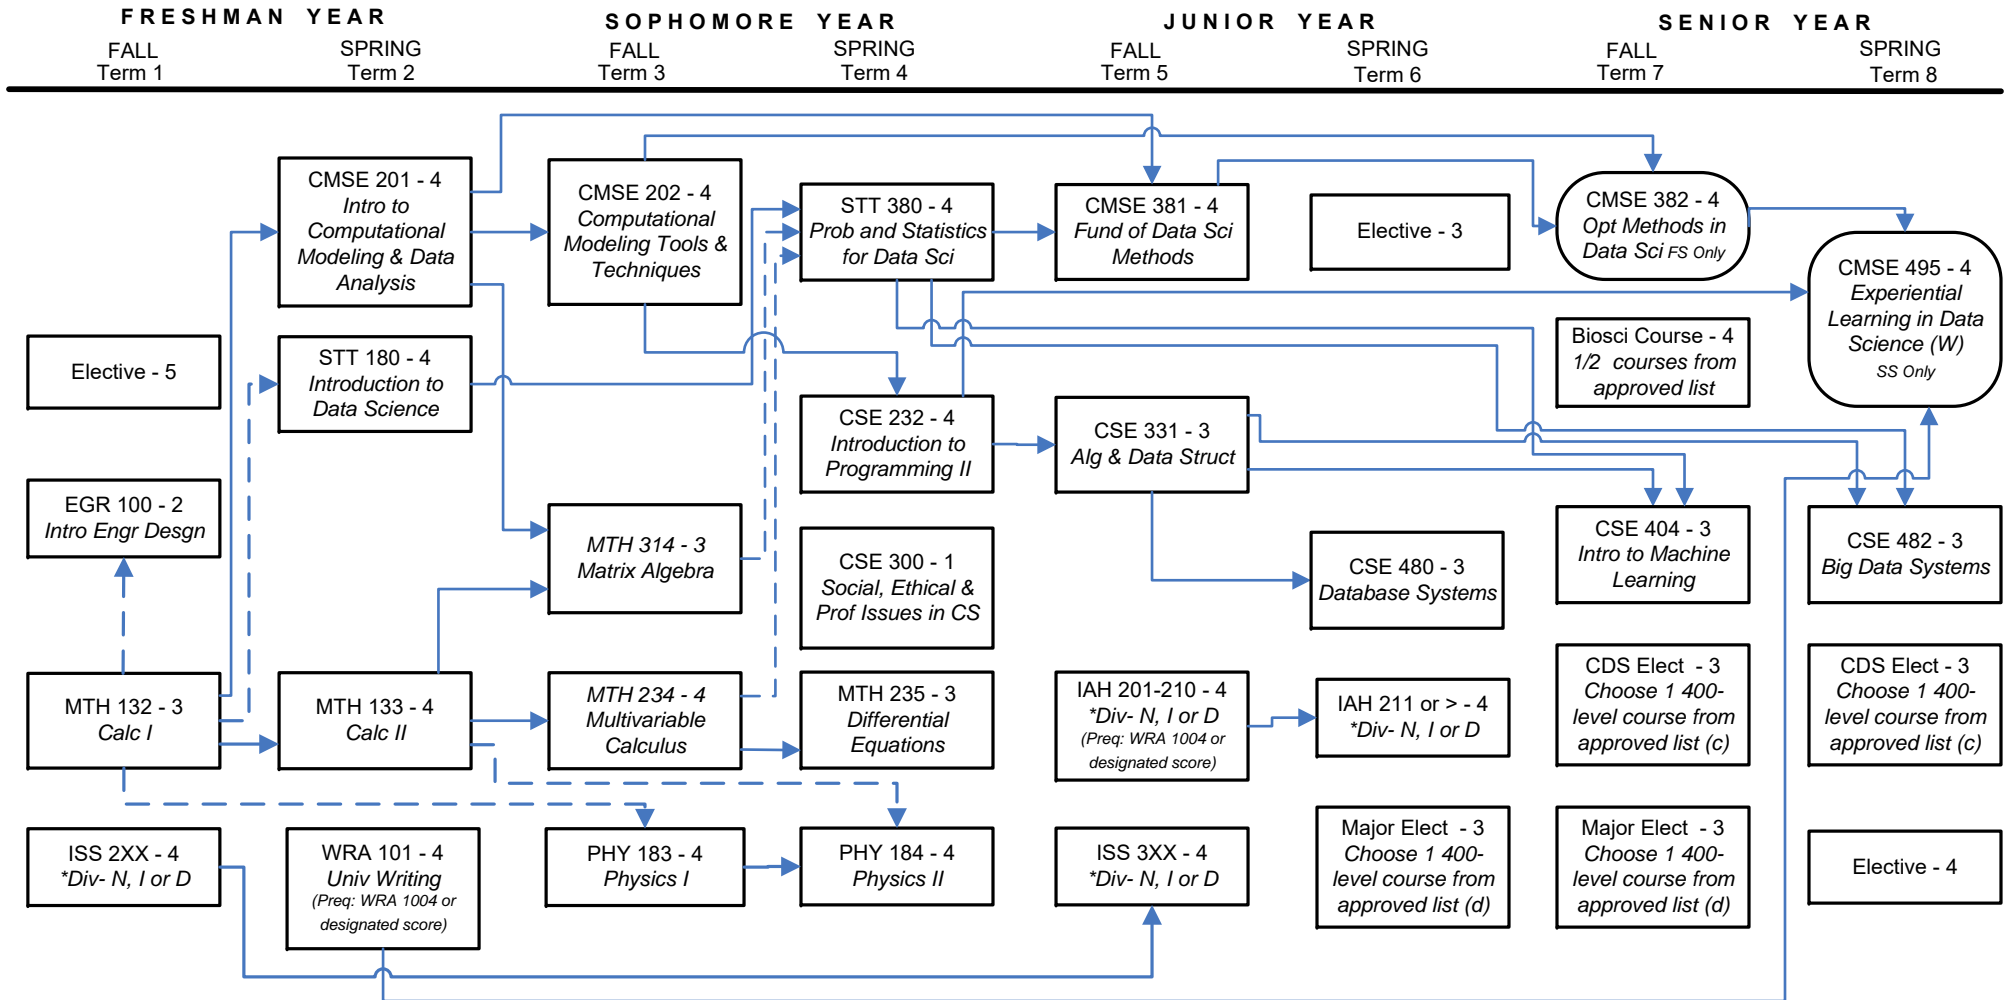 FRESHMAN YEAR
SOPHOMORE YEAR
JUNIOR YEAR
SENIOR YEAR
FALL
Term 1
SPRING
Term 2
FALL
Term 3
SPRING
Term 4
FALL
Term 5
SPRING
Term 6
FALL
Term 7
SPRING
Term 8
Elective - 5
EGR 100 - 2
Intro Engr Desgn
MTH 132 - 3
Calc I
ISS 2XX - 4
*Div- N, I or D
CMSE 201 - 4
Intro to
Computational
Modeling & Data
Analysis
STT 180 - 4
Introduction to
Data Science
MTH 133 - 4
Calc II
WRA 101 - 4
Univ Writing
(Preq: WRA 1004 or
designated score)
CMSE 202 - 4
Computational
Modeling Tools &
Techniques
MTH 314 - 3
Matrix Algebra
MTH 234 - 4
Multivariable
Calculus
PHY 183 - 4
Physics I
STT 380 - 4
Prob and Statistics
for Data Sci
CSE 232 - 4
Introduction to
Programming II
CSE 300 - 1
Social, Ethical &
Prof Issues in CS
MTH 235 - 3
Differential
Equations
PHY 184 - 4
Physics II
CMSE 381 - 4
Fund of Data Sci
Methods
CSE 331 - 3
Alg & Data Struct
IAH 201-210 - 4
*Div- N, I or D
(Preq: WRA 1004 or
designated score)
ISS 3XX - 4
*Div- N, I or D
Elective - 3
CSE 480 - 3
Database Systems
IAH 211 or > - 4
*Div- N, I or D
Major Elect - 3
Choose 1 400-
level course from
approved list (d)
CMSE 382 - 4
Opt Methods in
Data Sci FS Only
Biosci Course - 4
1/2 courses from
approved list
CSE 404 - 3
Intro to Machine
Learning
CDS Elect - 3
Choose 1 400-
level course from
approved list (c)
Major Elect - 3
Choose 1 400-
level course from
approved list (d)
CMSE 495 - 4
Experiential
Learning in Data
Science (W)
SS Only
CSE 482 - 3
Big Data Systems
CDS Elect - 3
Choose 1 400-
level course from
approved list (c)
Elective - 4